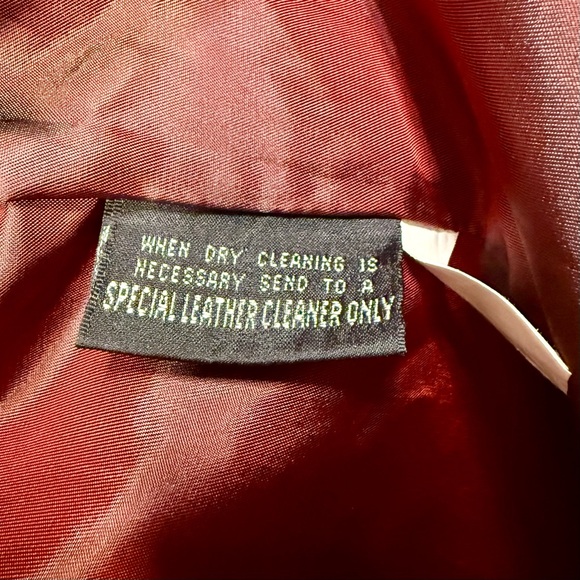 WHEN DRY CLEANING IS
NECESSARY SEND TO A
SPECIAL LEATHER CLEANER ONLY